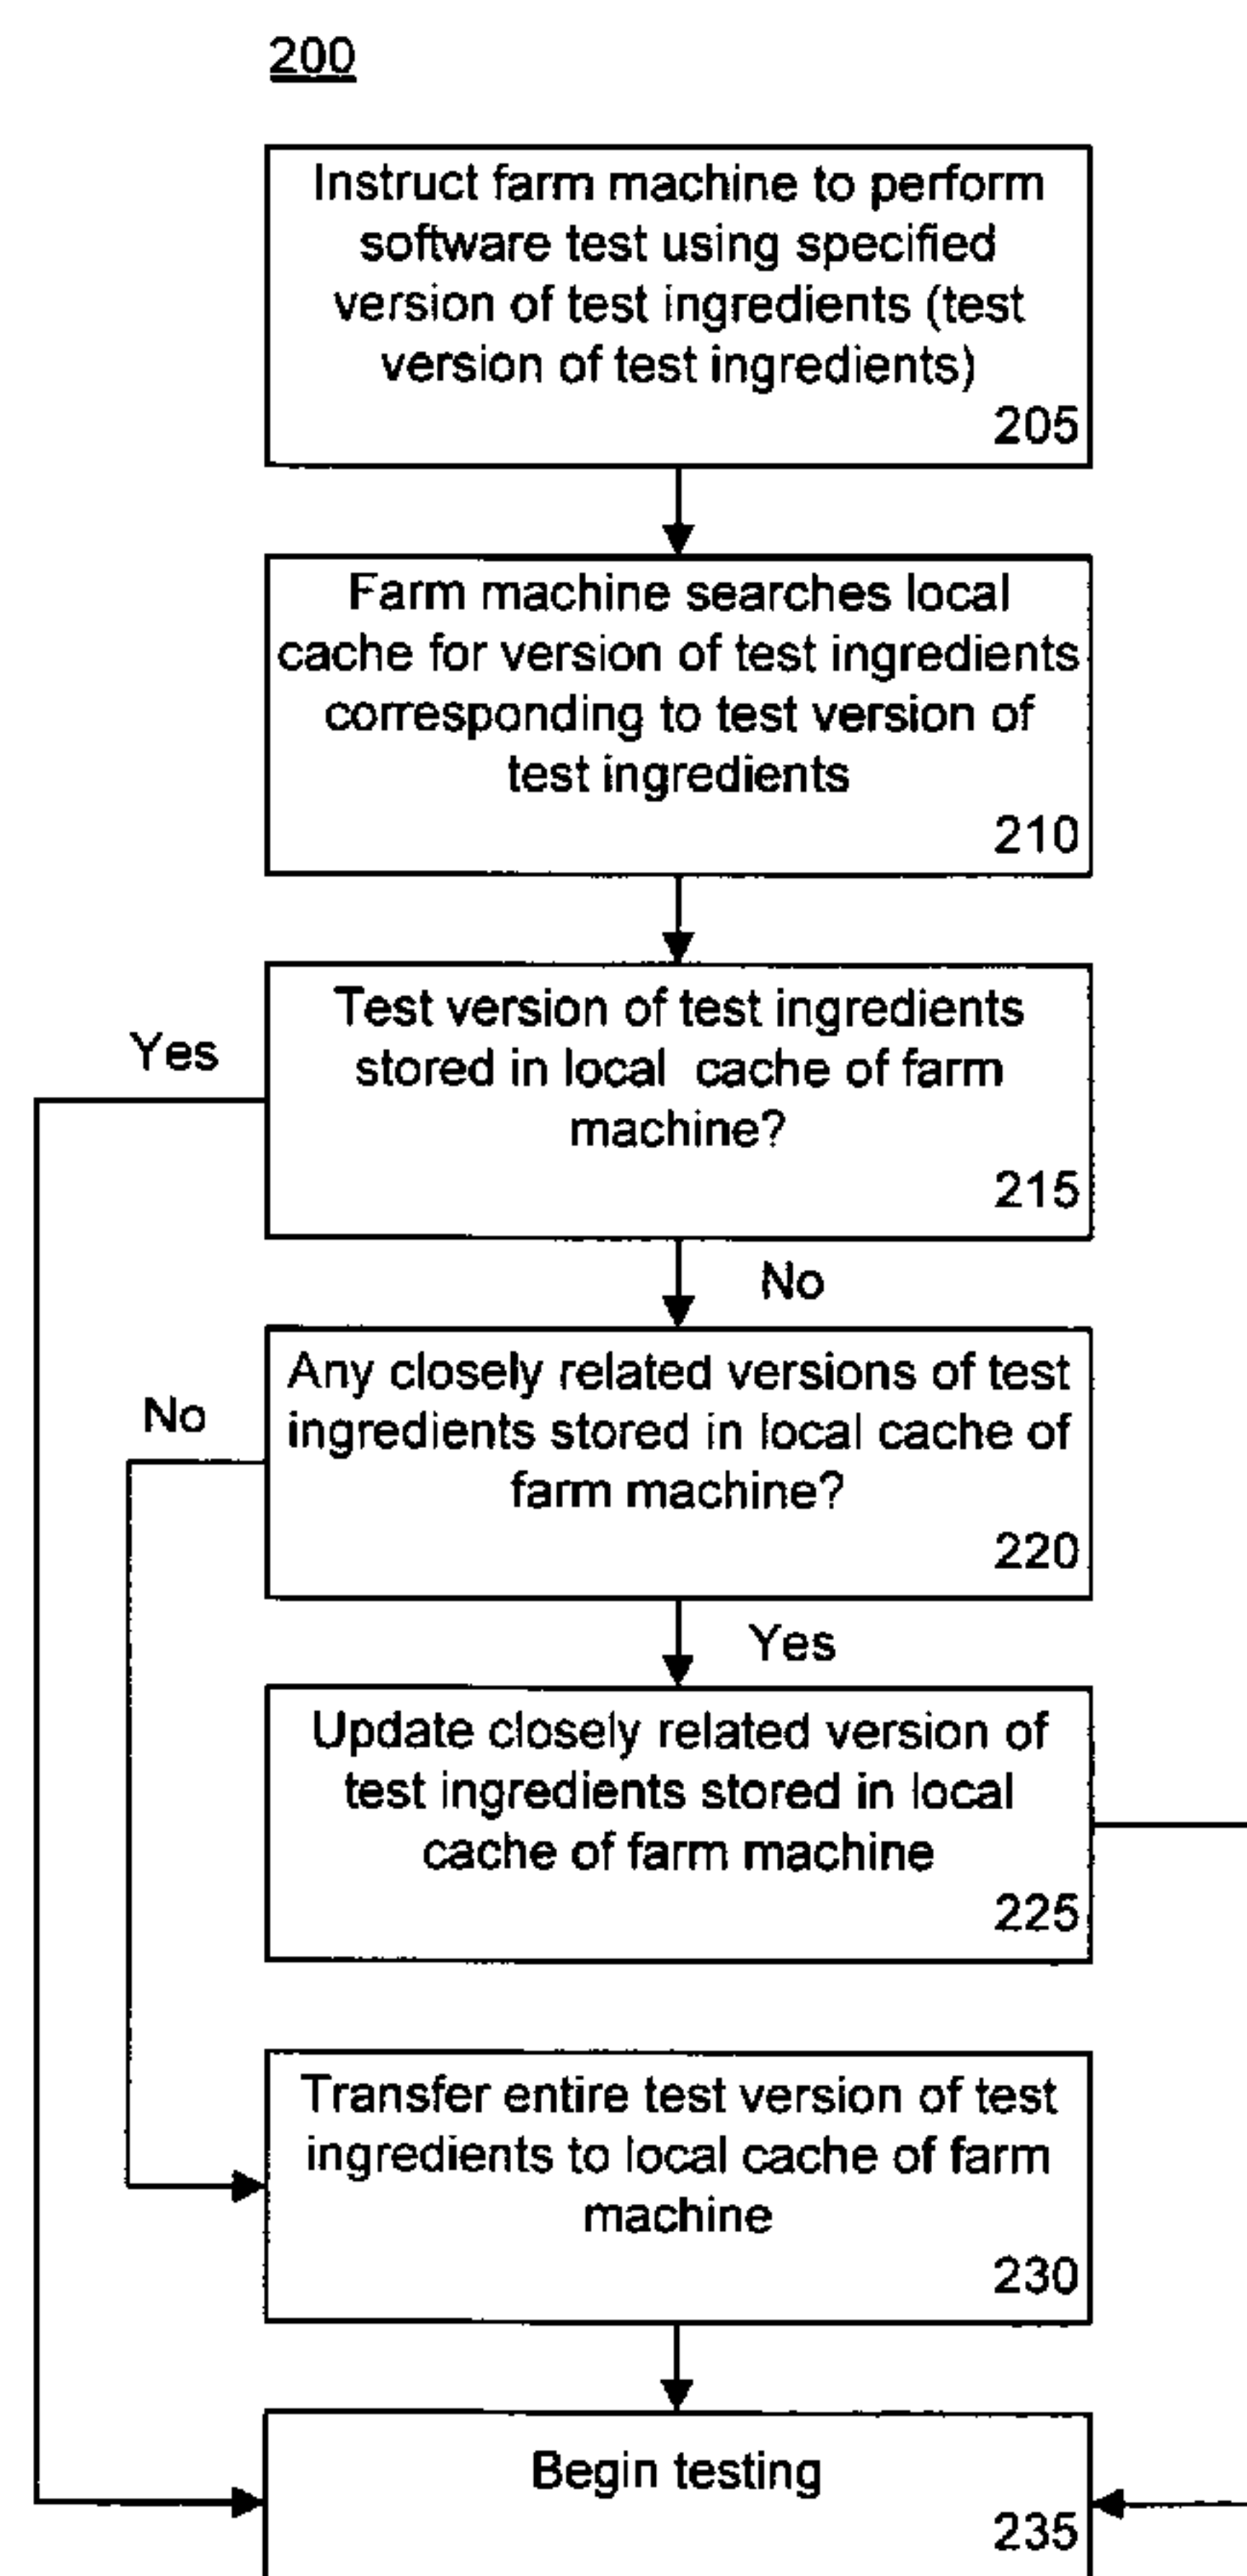 200
Instruct farm machine to perform
software test using specified
version of test ingredients (test
version of test ingredients)
205
Farm machine searches local
cache for version of test ingredients
corresponding to test version of
test ingredients
210
Test version of test ingredients
stored in local cache of farm
machine?
215
Yes
No
Any closely related versions of test
ingredients stored in local cache of
farm machine?
220
No
Yes
Update closely related version of
test ingredients stored in local
cache of farm machine
225
Transfer entire test version of test
ingredients to local cache of farm
machine
230
Begin testing
235